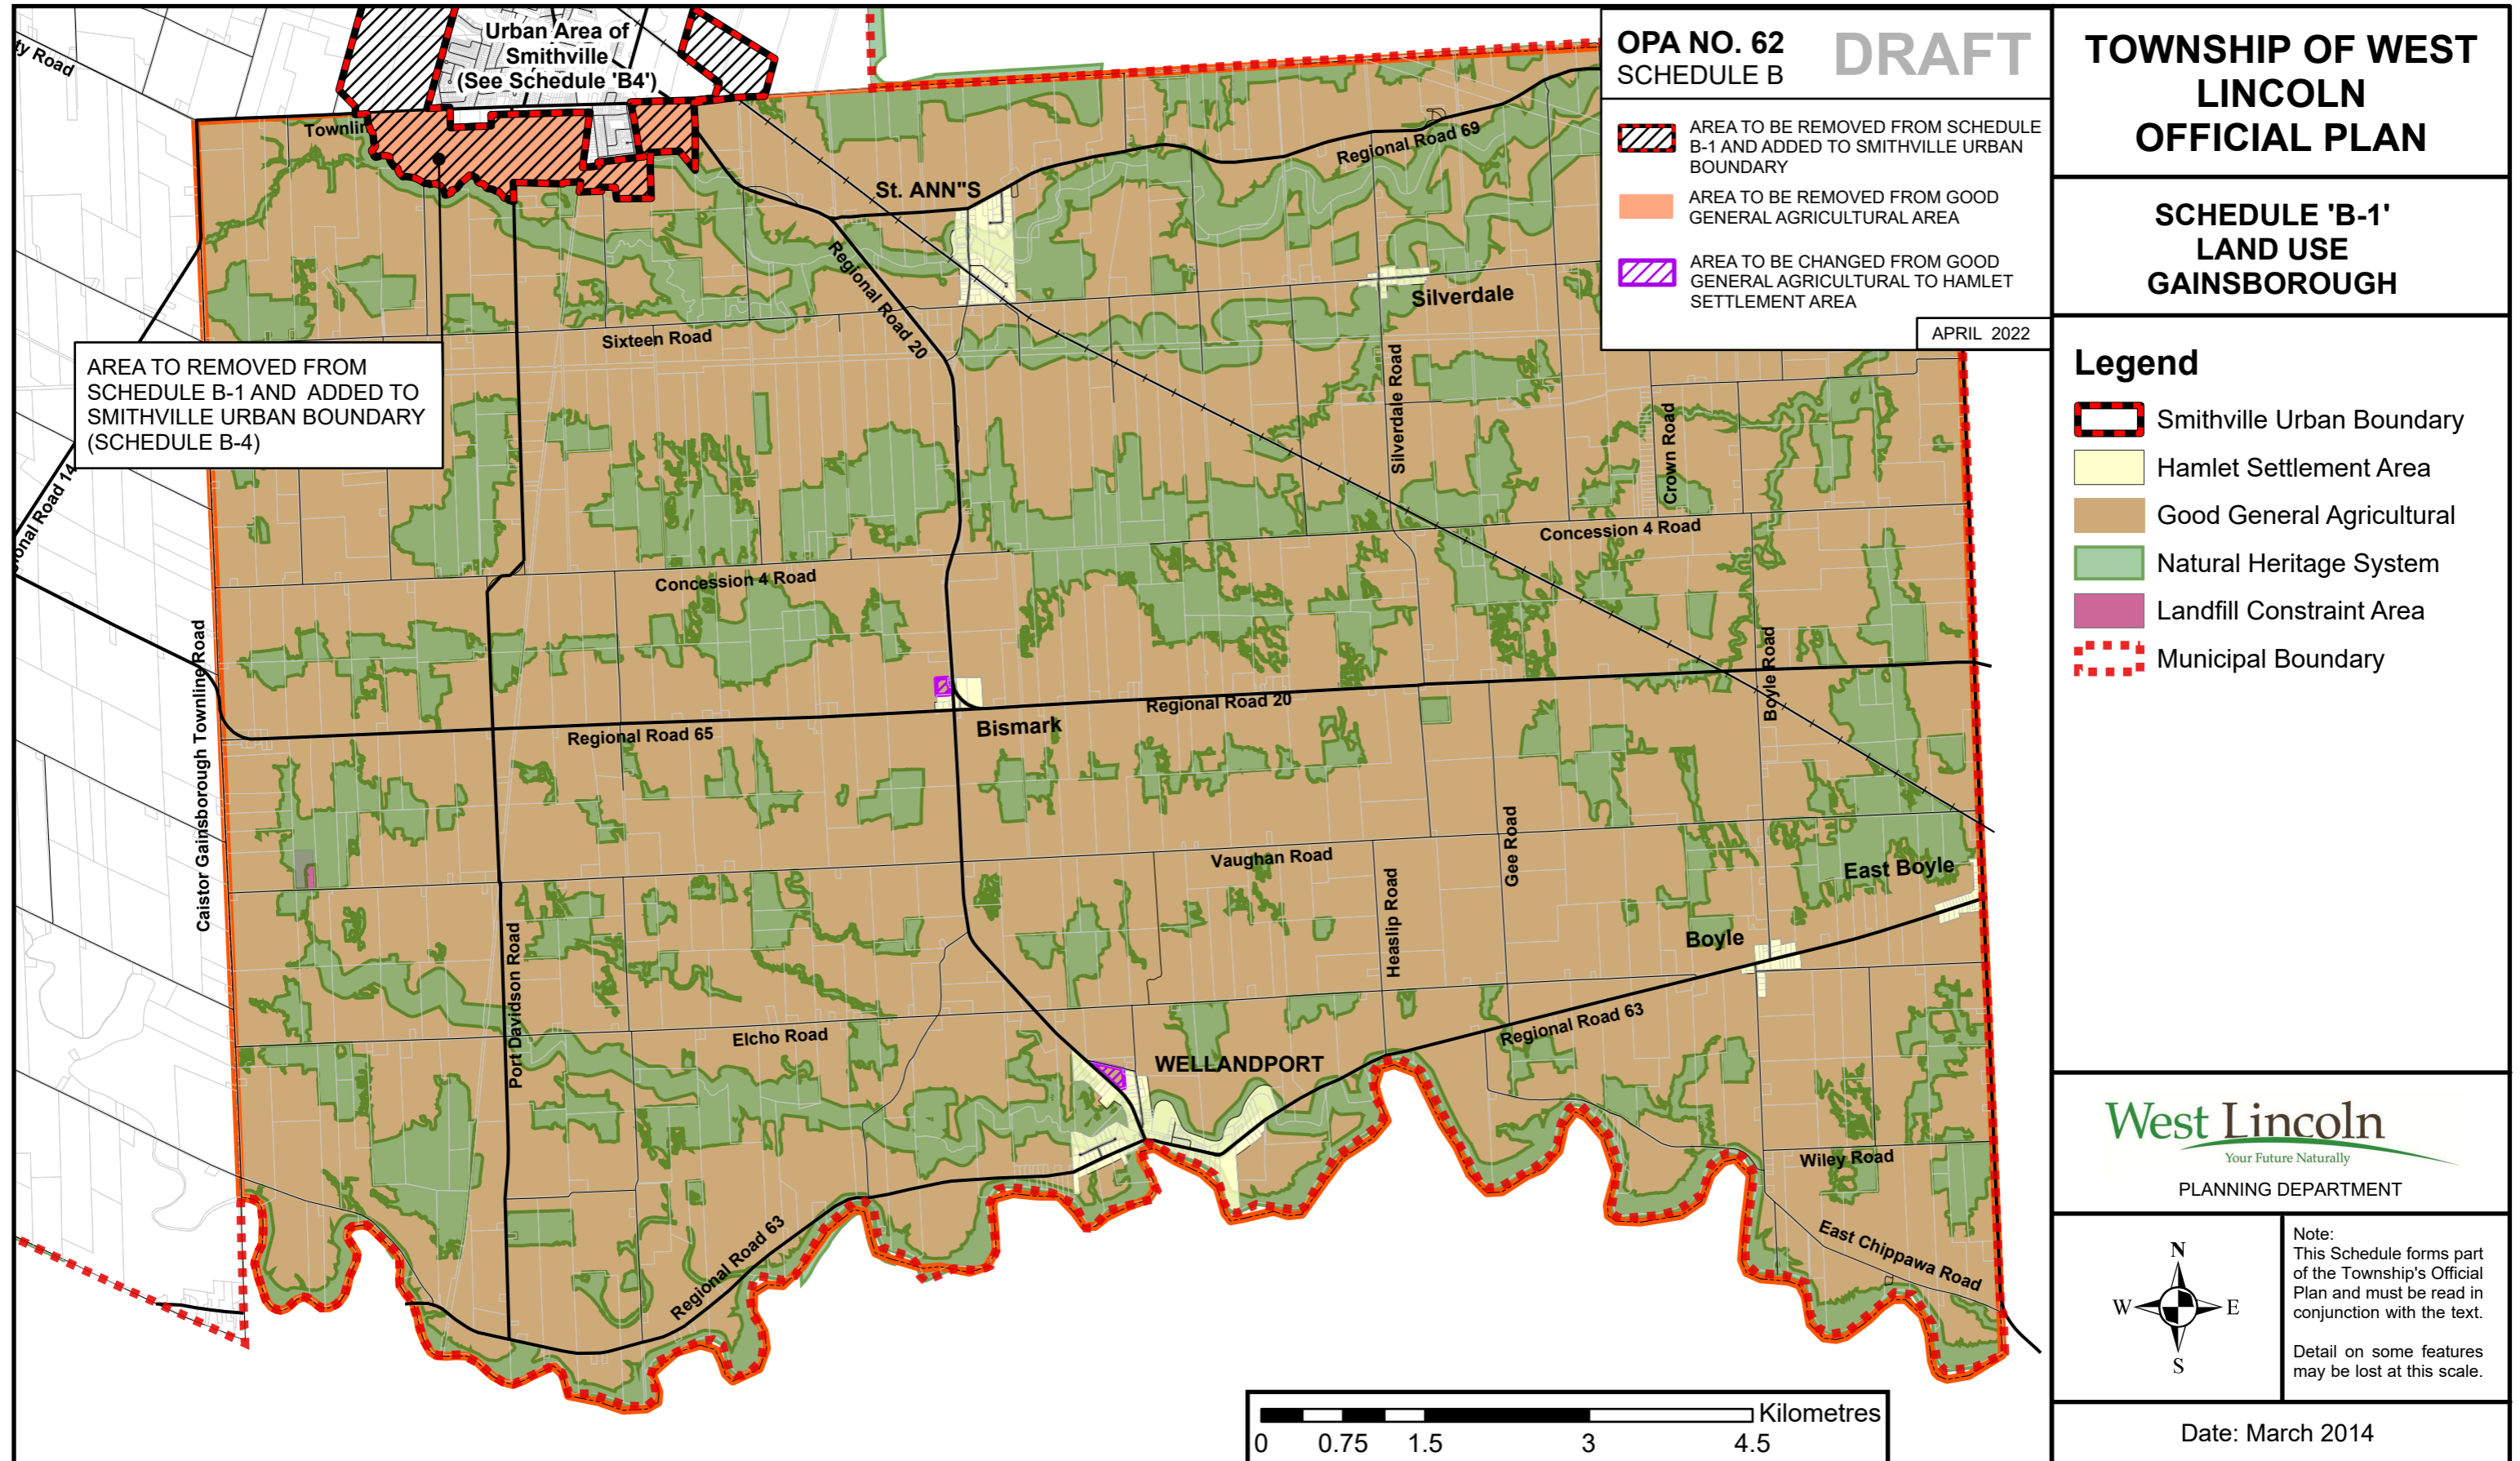 Urban Area of
Smithville
(See Schedule 'B4')
ty Road
Townlin
OPA NO. 62
SCHEDULE B
DRAFT
AREA TO BE REMOVED FROM SCHEDULE
B-1 AND ADDED TO SMITHVILLE URBAN
BOUNDARY
AREA TO BE REMOVED FROM GOOD
GENERAL AGRICULTURAL AREA
AREA TO BE CHANGED FROM GOOD
GENERAL AGRICULTURAL TO HAMLET
SETTLEMENT AREA
APRIL 2022
TOWNSHIP OF WEST
LINCOLN
OFFICIAL PLAN
SCHEDULE 'B-1'
LAND USE
GAINSBOROUGH
Legend
Smithville Urban Boundary
Hamlet Settlement Area
Good General Agricultural
Natural Heritage System
Landfill Constraint Area
Municipal Boundary
Regional Road 69
St. ANN"S
Regional Road 20
Silverdale
Sixteen Road
AREA TO REMOVED FROM
SCHEDULE B-1 AND ADDED TO
SMITHVILLE URBAN BOUNDARY
(SCHEDULE B-4)
Silverdale Road
Crown Road
onal Road 14
Concession 4 Road
Concession 4 Road
Caistor Gainsborough Townline Road
Boyle Road
Regional Road 20
Bismark
Regional Road 65
Gee Road
Vaughan Road
East Boyle
Heaslip Road
Boyle
Port Davidson Road
Elcho Road
Regional Road 63
WELLANDPORT
Wiley Road
Regional Road 63
East Chippawa Road
West Lincoln
Your Future Naturally
PLANNING DEPARTMENT
N
W E
S
Note:
This Schedule forms part
of the Township's Official
Plan and must be read in
conjunction with the text.
Detail on some features
may be lost at this scale.
Kilometres
0 0.75 1.5 3 4.5
Date: March 2014